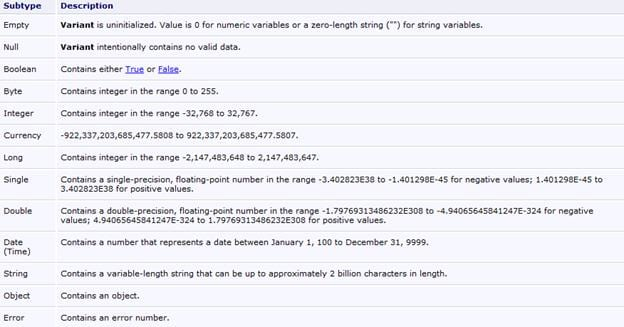 Subtype Description
Empty Variant is uninitialized. Value is 0 for numeric variables or a zero-length string ("") for string variables.
Null Variant intentionally contains no valid data.
Boolean Contains either True or False.
Byte Contains integer in the range 0 to 255.
Integer Contains integer in the range -32,768 to 32,767.
Currency -922,337,203,685,477.5808 to 922,337,203,685,477.5807.
Long Contains integer in the range -2,147,483,648 to 2,147,483,647.
Single Contains a single-precision, floating-point number in the range -3.402823E38 to -1.401298E-45 for negative values; 1.401298E-45 to
3.402823E38 for positive values.
Double Contains a double-precision, floating-point number in the range -1.79769313486232E308 to -4.94065645841247E-324 for negative
values; 4.94065645841247E-324 to 1.79769313486232E308 for positive values.
Date Contains a number that represents a date between January 1, 100 to December 31, 9999.
(Time)
String Contains a variable-length string that can be up to approximately 2 billion characters in length.
Object Contains an object.
Error Contains an error number.